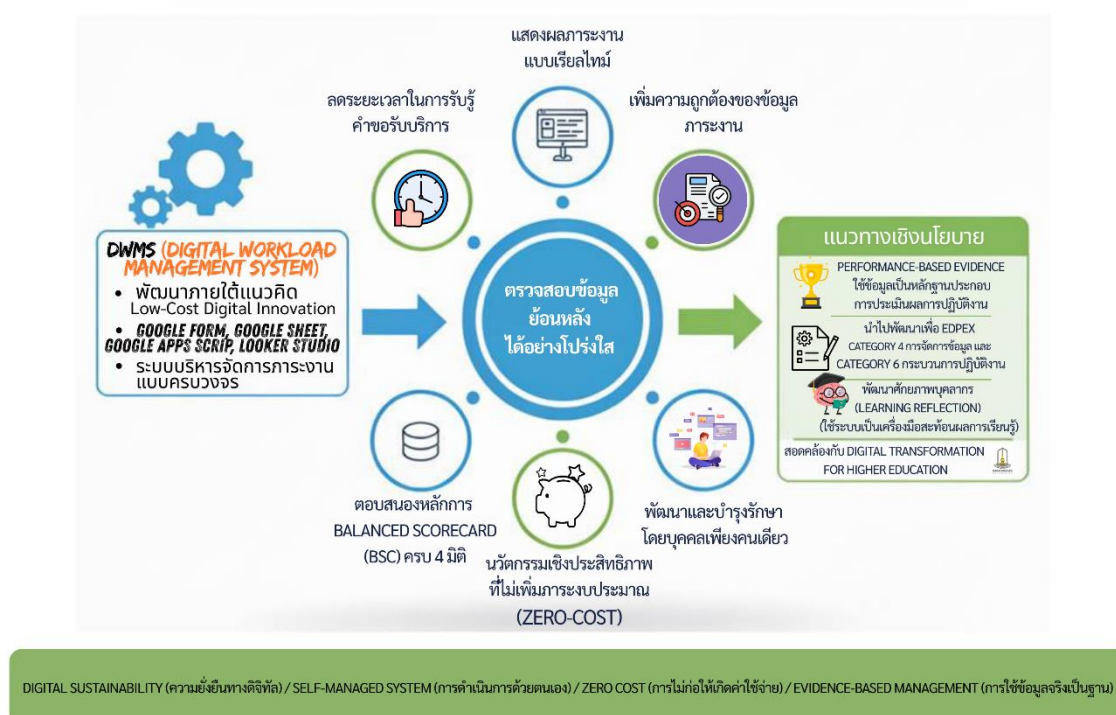 แสดงผลภาระงาน
แบบเรียลไทม์
ลดระยะเวลาในการรับรู้
คำขอรับบริการ
เพิ่มความถูกต้องของข้อมูล
ภาระงาน
DWMS (DIGITAL WORKLOAD
MANAGEMENT SYSTEM)
• พัฒนาภายใต้แนวคิด
Low-Cost Digital Innovation
• GOOGLE FORM, GOOGLE SHEET,
GOOGLE APPS SCRIP, LOOKER STUDIO
• ระบบบริหารจัดการภาระงาน
แบบครบวงจร
ตรวจสอบข้อมูล
ย้อนหลัง
ได้อย่างโปร่งใส
แนวทางเชิงนโยบาย
PERFORMANCE-BASED EVIDENCE
ใช้ข้อมูลเป็นหลักฐานประกอบ
การประเมินผลการปฏิบัติงาน
นำไปพัฒนาเพื่อ EDPEX
CATEGORY 4 การจัดการข้อมูล และ
CATEGORY 6 กระบวนการปฏิบัติงาน
พัฒนาศักยภาพบุคลากร
(LEARNING REFLECTION)
(ใช้ระบบเป็นเครื่องมือสะท้อนผลการเรียนรู้)
สอดคล้องกับ DIGITAL TRANSFORMATION
FOR HIGHER EDUCATION
ตอบสนองหลักการ
BALANCED SCORECARD
(BSC) ครบ 4 มิติ
นวัตกรรมเชิงประสิทธิภาพ
ที่ไม่เพิ่มภาระงบประมาณ
(ZERO-COST)
พัฒนาและบำรุงรักษา
โดยบุคคลเพียงคนเดียว
DIGITAL SUSTAINABILITY (ความยั่งยืนทางดิจิทัล) / SELF-MANAGED SYSTEM (การดำเนินการด้วยตนเอง) / ZERO COST (การไม่ก่อให้เกิดค่าใช้จ่าย) / EVIDENCE-BASED MANAGEMENT (การใช้ข้อมูลจริงเป็นฐาน)